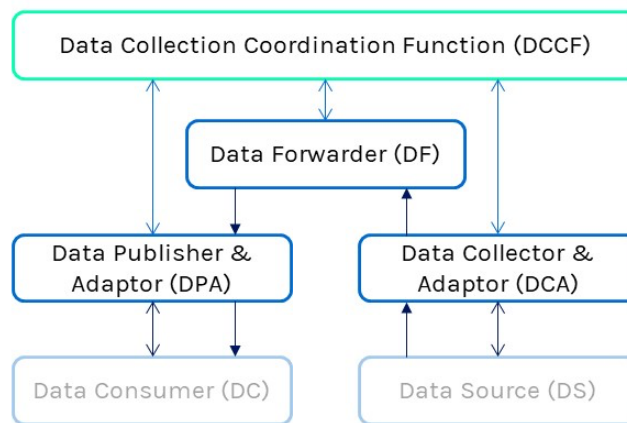 Data Collection Coordination Function (DCCF)
Data Forwarder (DF)
Data Publisher &
Adaptor (DPA)
Data Collector &
Adaptor (DCA)
Data Consumer (DC)
Data Source (DS)